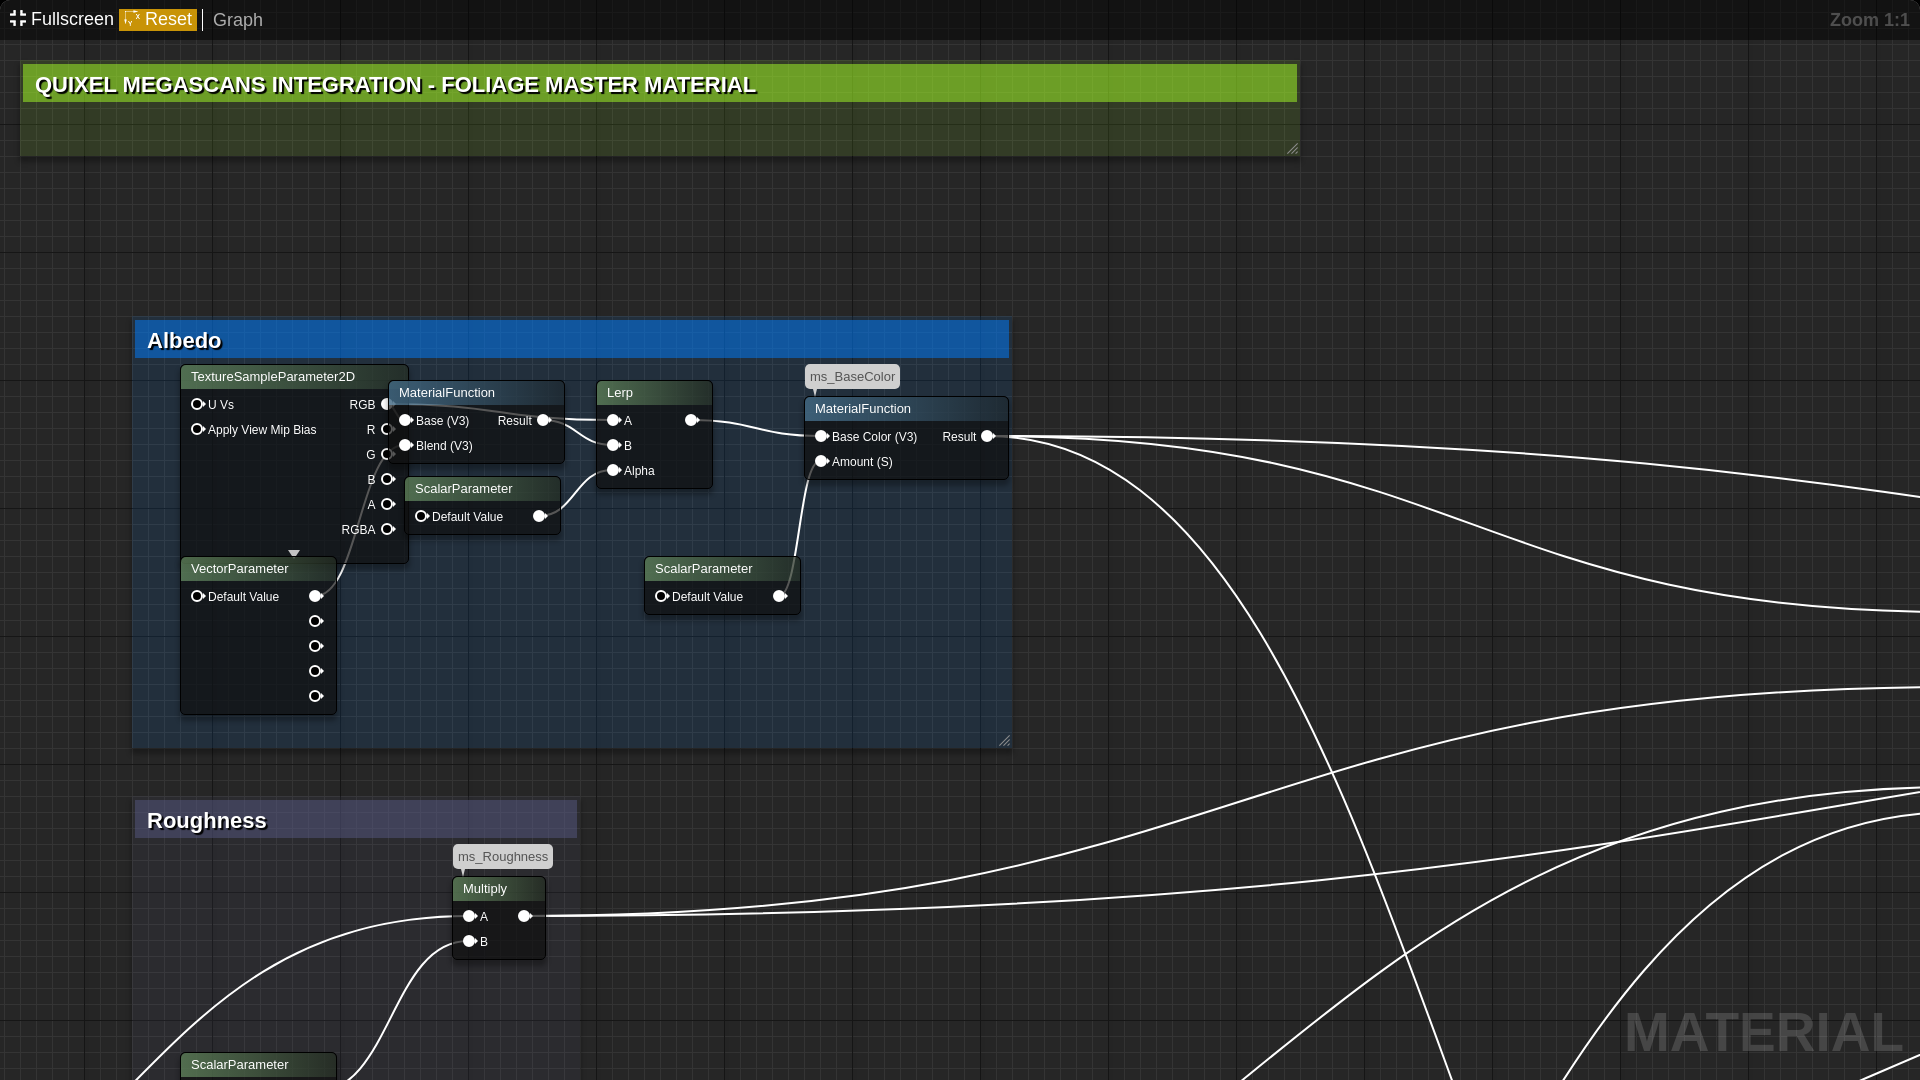 Fullscreen Reset Graph Zoom 1:1
QUIXEL MEGASCANS INTEGRATION - FOLIAGE MASTER MATERIAL
Albedo
TextureSampleParameter2D
U Vs RGB
Apply View Mip Bias R
G
B
A
RGBA
MaterialFunction
Base (V3) Result
Blend (V3)
ScalarParameter
Default Value
Lerp
A
B
Alpha
ms_BaseColor
MaterialFunction
Base Color (V3) Result
Amount (S)
VectorParameter
Default Value
ScalarParameter
Default Value
Roughness
ms_Roughness
Multiply
A
B
ScalarParameter
MATERIAL